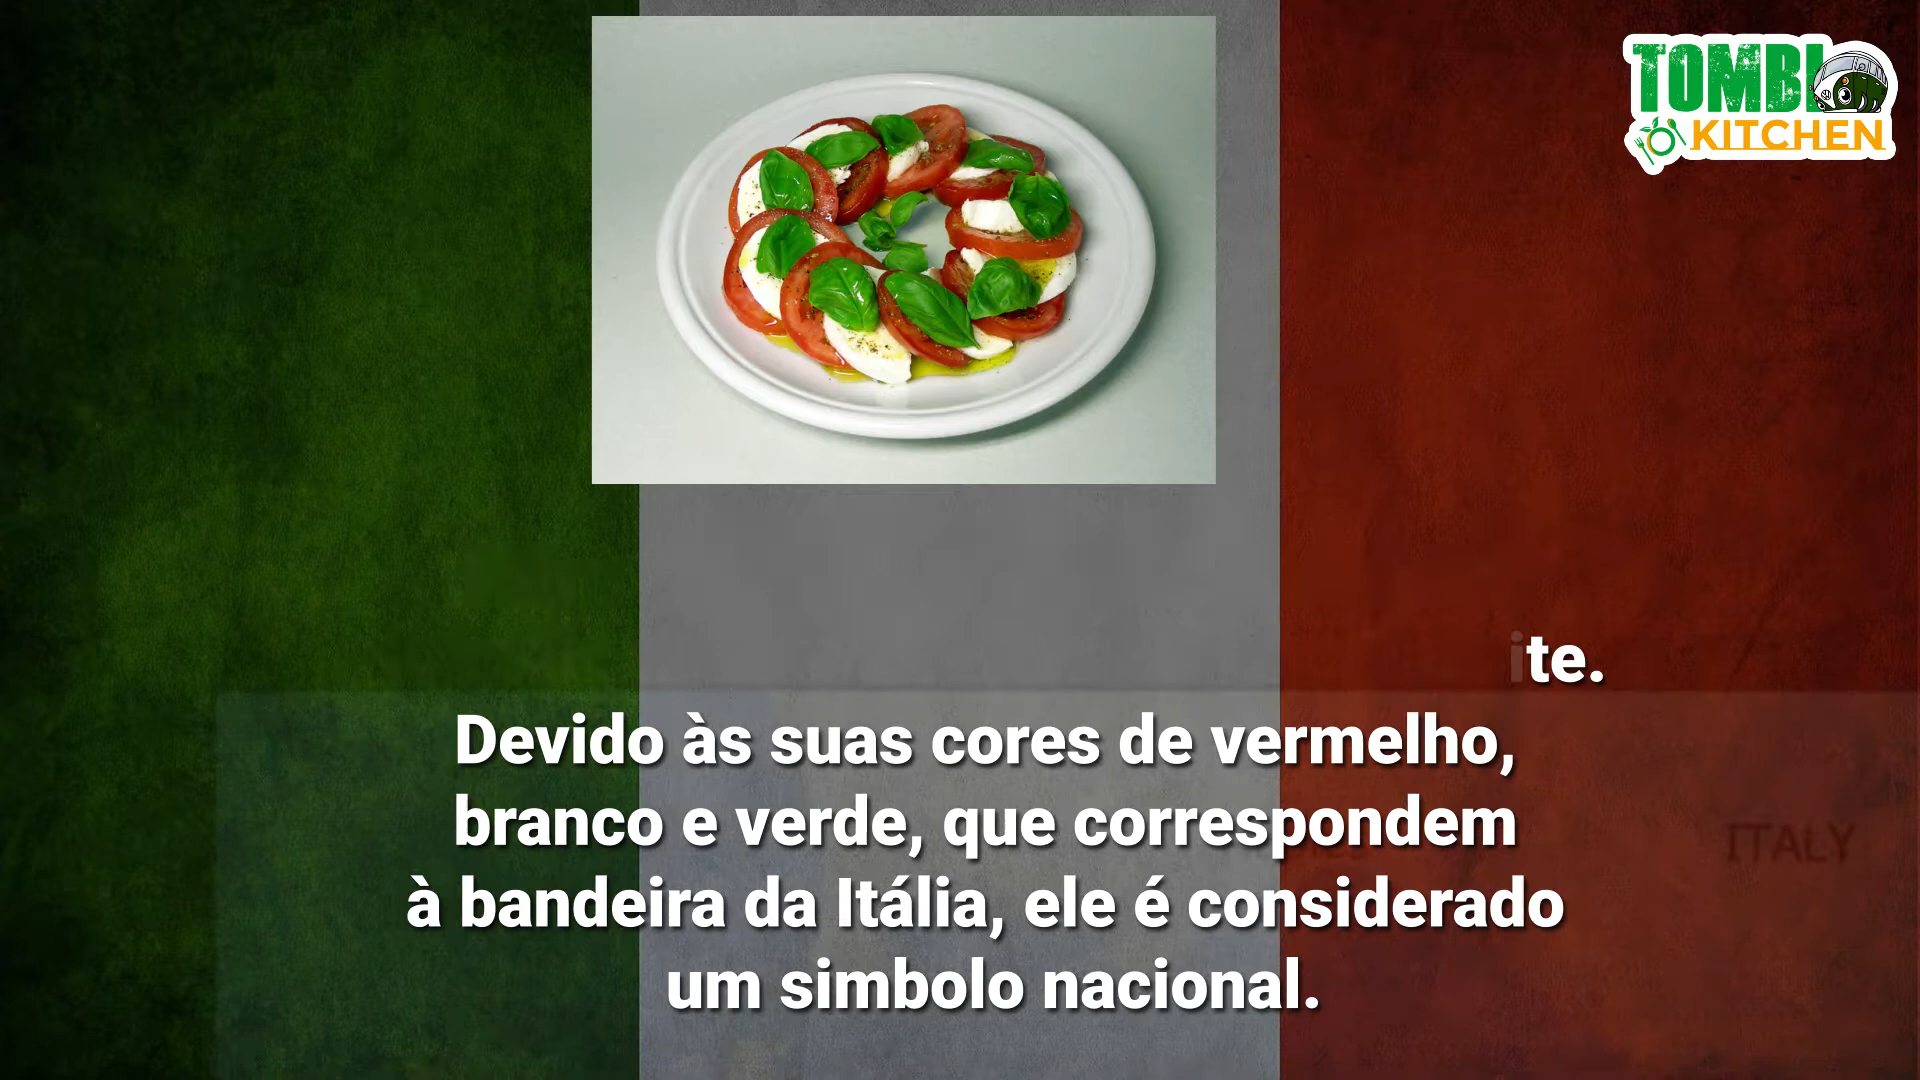 TOMBI
KITCHEN
te.
Devido às suas cores de vermelho,
branco e verde, que correspondem
à bandeira da Itália, ele é considerado
um simbolo nacional.
ITALY